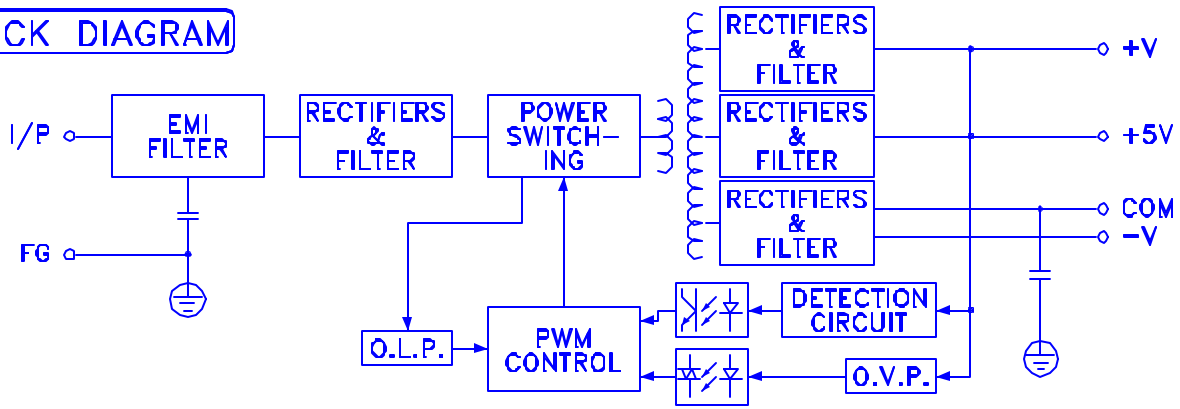 CK DIAGRAM
RECTIFIERS
&
FILTER
+V
I/P
EMI
FILTER
RECTIFIERS
&
FILTER
POWER
SWITCH-
ING
RECTIFIERS
&
FILTER
+5V
RECTIFIERS
&
FILTER
COM
-V
FG
DETECTION
CIRCUIT
O.L.P.
PWM
CONTROL
O.V.P.